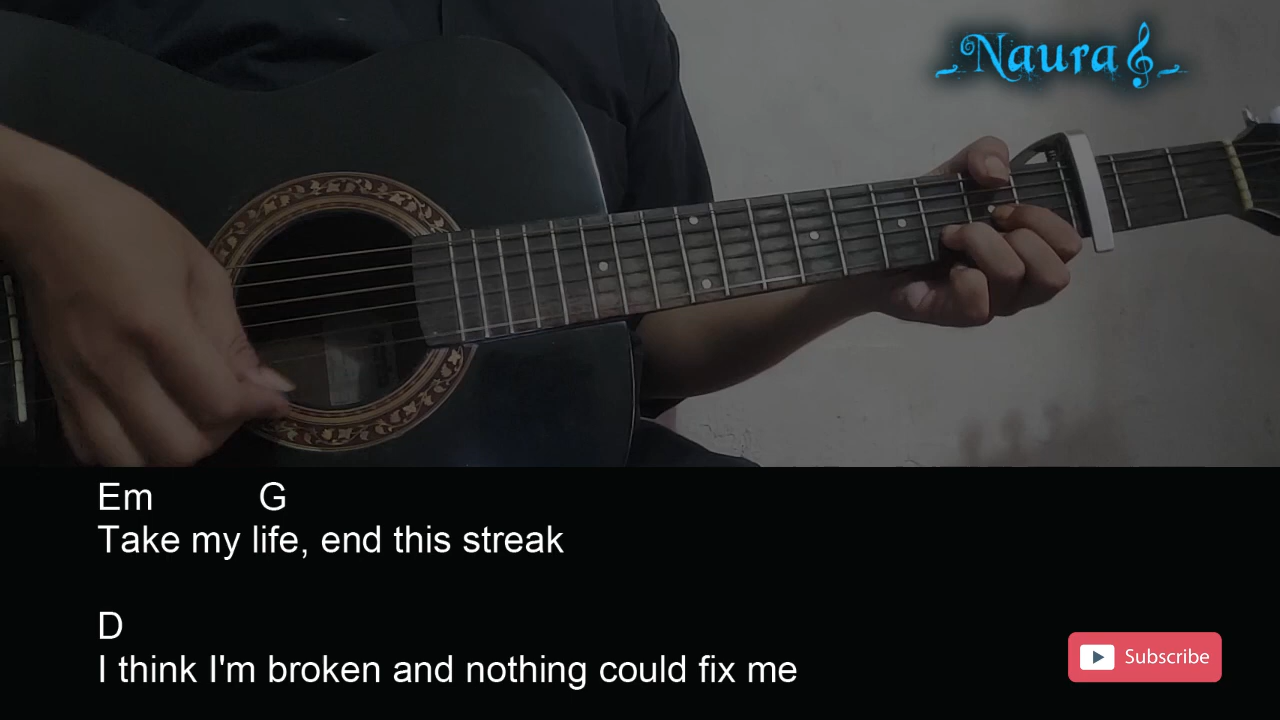 Naura
Em G
Take my life, end this streak
D
I think I'm broken and nothing could fix me
Subscribe